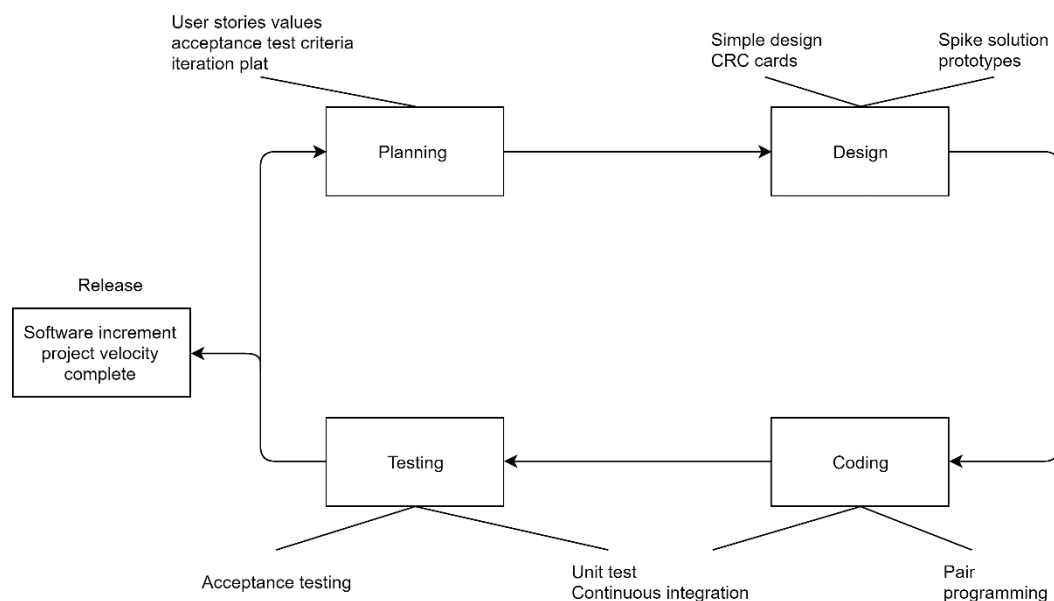 User stories values
acceptance test criteria
iteration plat
Simple design
CRC cards
Spike solution
prototypes
Planning
Design
Release
Software increment
project velocity
complete
Testing
Coding
Acceptance testing
Unit test
Continuous integration
Pair
programming